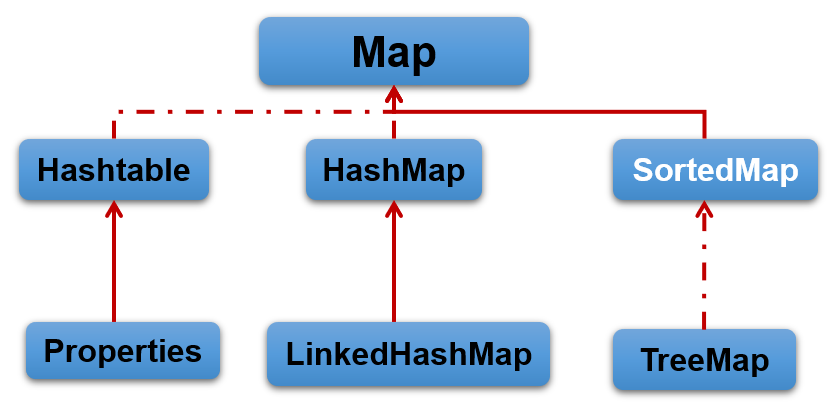 Map
Hashtable
HashMap
SortedMap
Properties
LinkedHashMap
TreeMap